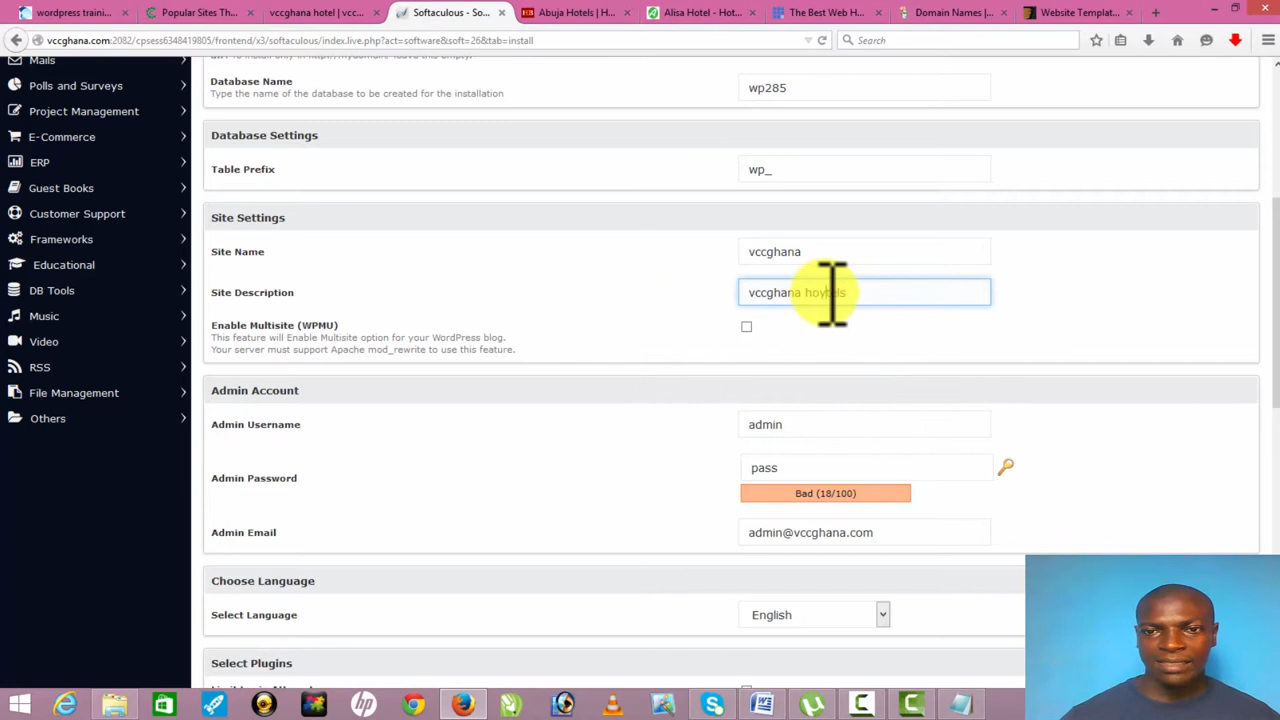 wordpress traini...
Popular Sites Th...
vccghana hotel | vcc...
Softaculous - So...
Abuja Hotels | H...
Alisa Hotel - Hot...
The Best Web H...
Domain Names |...
Website Templat...
vccghana.com:2082/cpsess6348419805/frontend/x3/softaculous/index.live.php?act=software&soft=26&tab=install
Search
Mails
Polls and Surveys
Project Management
E-Commerce
ERP
Guest Books
Customer Support
Frameworks
Educational
DB Tools
Music
Video
RSS
File Management
Others
Database Name
Type the name of the database to be created for the installation
wp285
Database Settings
Table Prefix
wp_
Site Settings
Site Name
vccghana
Site Description
Enable Multisite (WPMU)
This feature will Enable Multisite option for your WordPress blog.
Your server must support Apache mod_rewrite to use this feature.
vccghana
Admin Account
Admin Username
admin
Admin Password
pass
Bad (18/100)
Admin Email
admin@vccghana.com
Choose Language
Select Language
English
Select Plugins